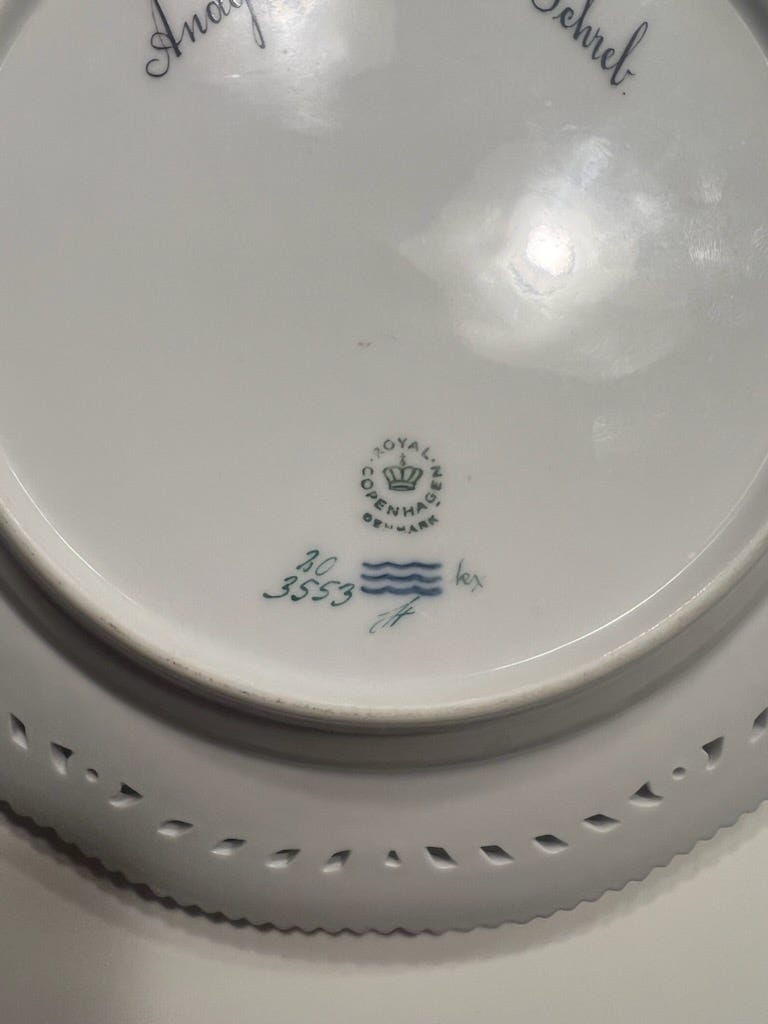 Schreb.
ROYAL
COPENHAGEN
DENMARK
20
3553